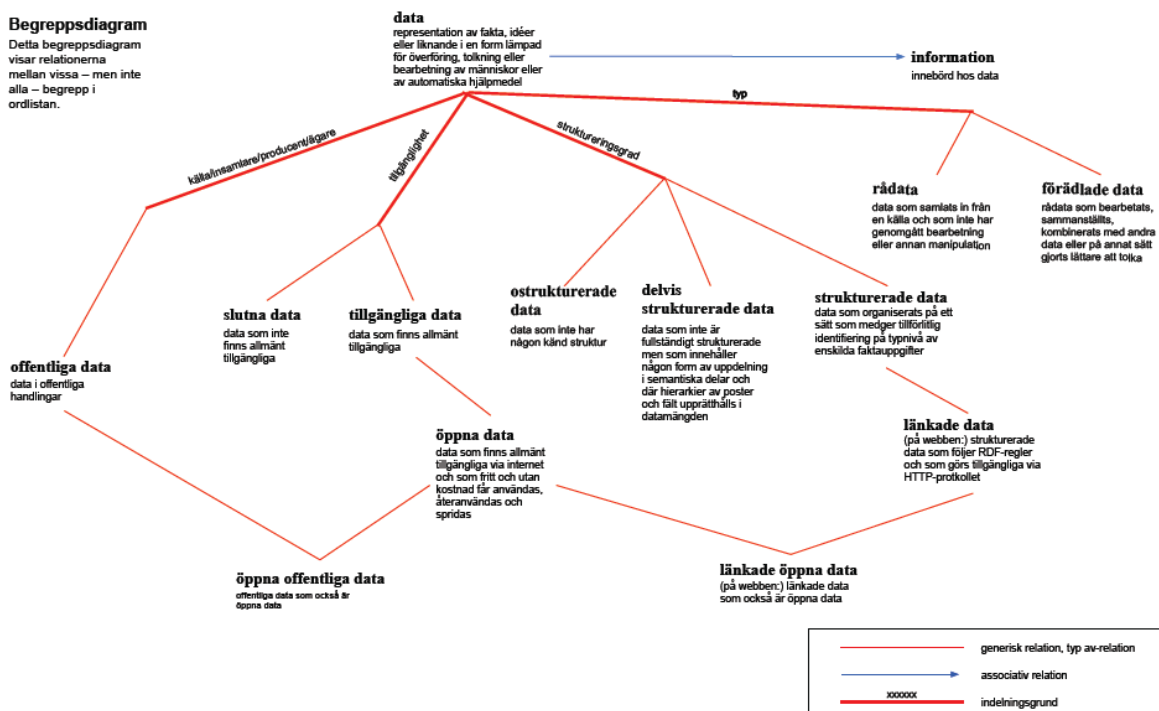 Begreppsdiagram
Detta begreppsdiagram
visar relationerna
mellan vissa – men inte
alla – begrepp i
ordlistan.
data
representation av fakta, idéer
eller liknande i en form lämpad
för överföring, tolkning eller
bearbetning av människor eller
av automatiska hjälpmedel
information
innebörd hos data
källa/insamlare/producent/ägare
tillgänglighet
struktureringsgrad
typ
rådata
data som samlats in från
en källa och som inte har
genomgått bearbetning
eller annan manipulation
förädlade data
rådata som bearbetats,
sammanställts,
kombinerats med andra
data eller på annat sätt
gjorts lättare att tolka
slutna data
data som inte
finns allmänt
tillgängliga
tillgängliga data
data som finns allmänt
tillgängliga
ostrukturerade
data
data som inte har
någon känd struktur
delvis
strukturerade data
data som inte är
fullständigt strukturerade
men som innehåller
någon form av uppdelning
i semantiska delar och
där hierarkier av poster
och fält upprätthålls i
datamängden
strukturerade data
data som organiserats på ett
sätt som medger tillförlitlig
identifiering på typnivå av
enskilda faktauppgifter
offentliga data
data i offentliga
handlingar
öppna data
data som finns allmänt
tillgängliga via internet
och som fritt och utan
kostnad får användas,
återanvändas och
spridas
länkade data
(på webben:) strukturerade
data som följer RDF-regler
och som görs tillgängliga via
HTTP-protkollet
öppna offentliga data
offentliga data som också är
öppna data
länkade öppna data
(på webben:) länkade data
som också är öppna data
generisk relation, typ av-relation
associativ relation
xxxxxx
indelningsgrund